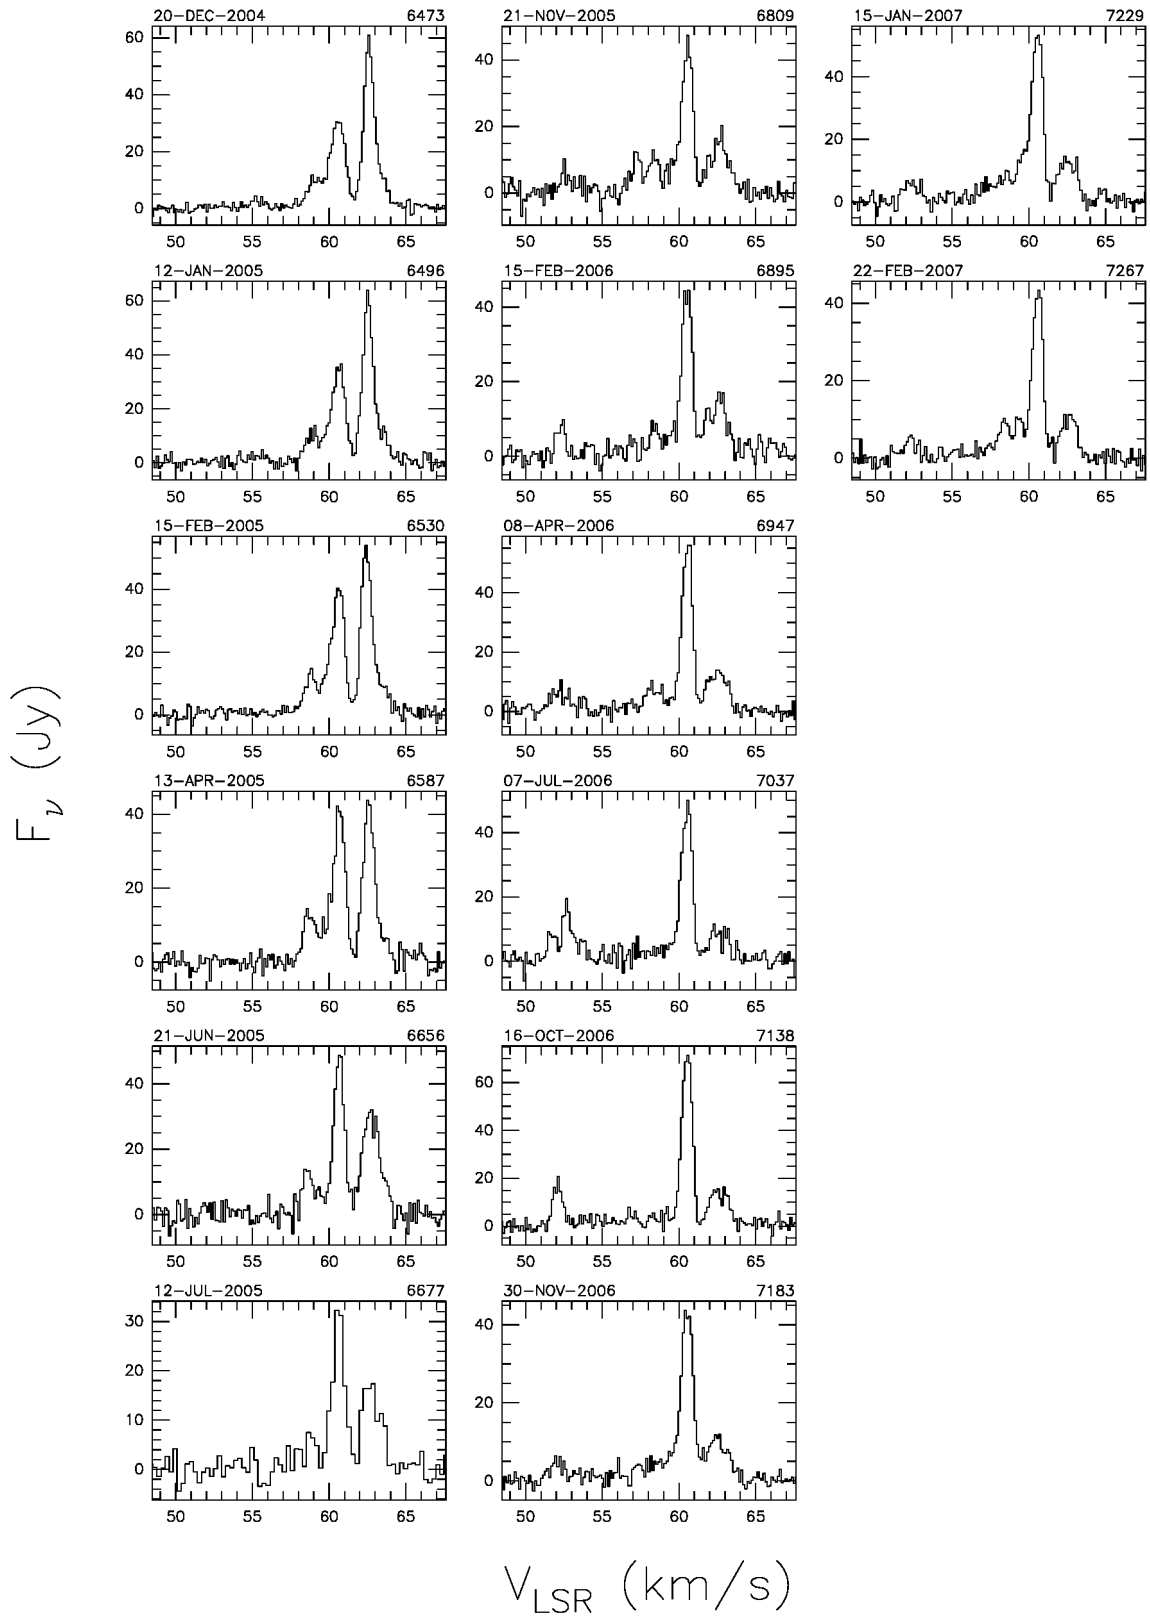 20-DEC-2004 6473
60
40
20
0
50 55 60 65
12-JAN-2005 6496
60
40
20
0
50 55 60 65
15-FEB-2005 6530
40
20
0
50 55 60 65
13-APR-2005 6587
40
20
0
50 55 60 65
21-JUN-2005 6656
40
20
0
50 55 60 65
12-JUL-2005 6677
30
20
10
0
50 55 60 65
21-NOV-2005 6809
40
20
0
50 55 60 65
15-FEB-2006 6895
40
20
0
50 55 60 65
08-APR-2006 6947
40
20
0
50 55 60 65
07-JUL-2006 7037
40
20
0
50 55 60 65
16-OCT-2006 7138
60
40
20
0
50 55 60 65
30-NOV-2006 7183
40
20
0
50 55 60 65
15-JAN-2007 7229
40
20
0
50 55 60 65
22-FEB-2007 7267
40
20
0
50 55 60 65
F_ν (Jy)
V_LSR (km/s)